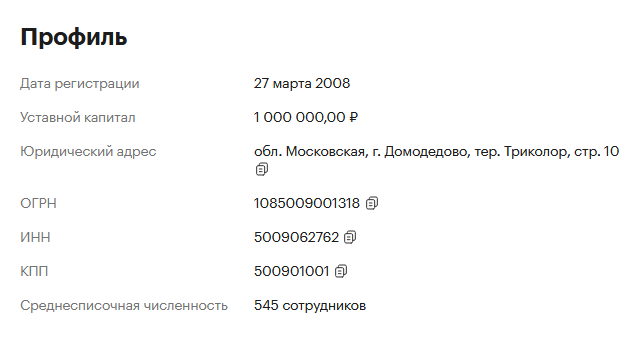 Профиль
Дата регистрации 27 марта 2008
Уставной капитал 1 000 000,00 ₽
Юридический адрес обл. Московская, г. Домодедово, тер. Триколор, стр. 10
ОГРН 1085009001318
ИНН 5009062762
КПП 500901001
Среднесписочная численность 545 сотрудников